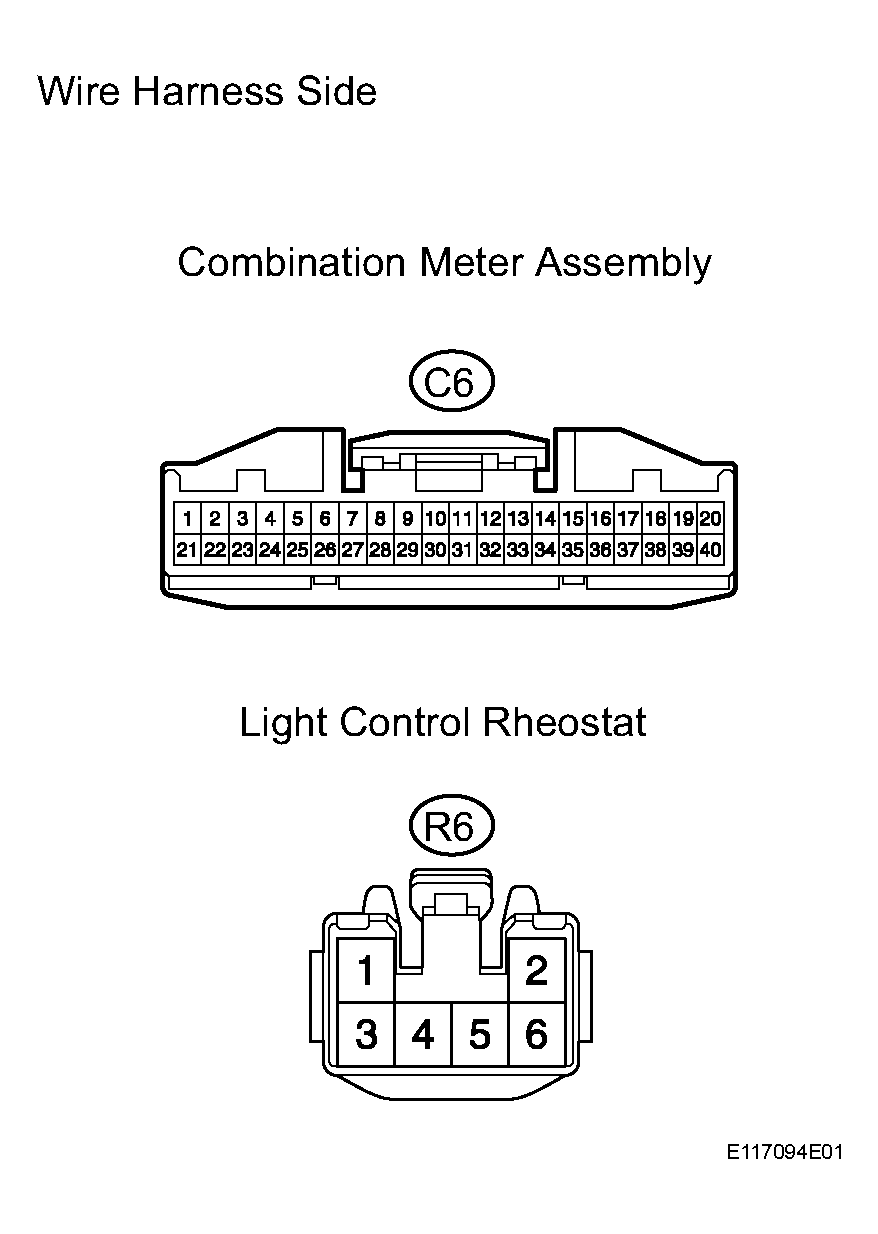 Wire Harness Side
Combination Meter Assembly
C6
1 2 3 4 5 6 7 8 9 10 11 12 13 14 15 16 17 18 19 20
21 22 23 24 25 26 27 28 29 30 31 32 33 34 35 36 37 38 39 40
Light Control Rheostat
R6
1 2
3 4 5 6
E117094E01